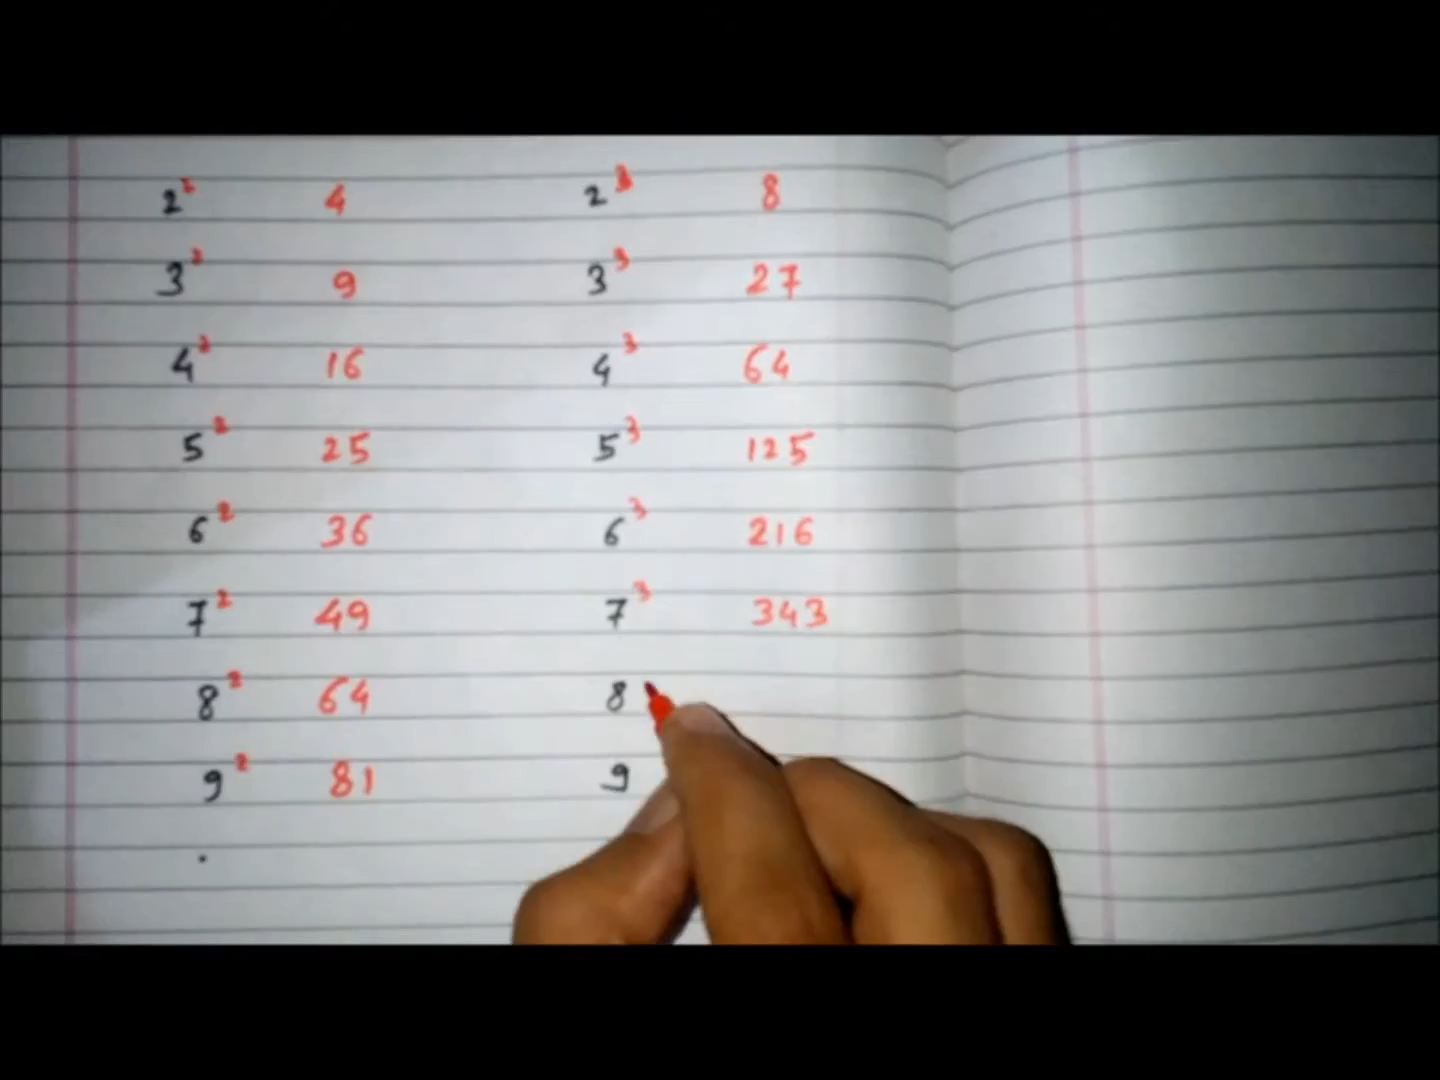 2² 4 2³ 8
3² 9 3³ 27
4² 16 4³ 64
5² 25 5³ 125
6² 36 6³ 216
7² 49 7³ 343
8² 64 8
9² 81 9
.